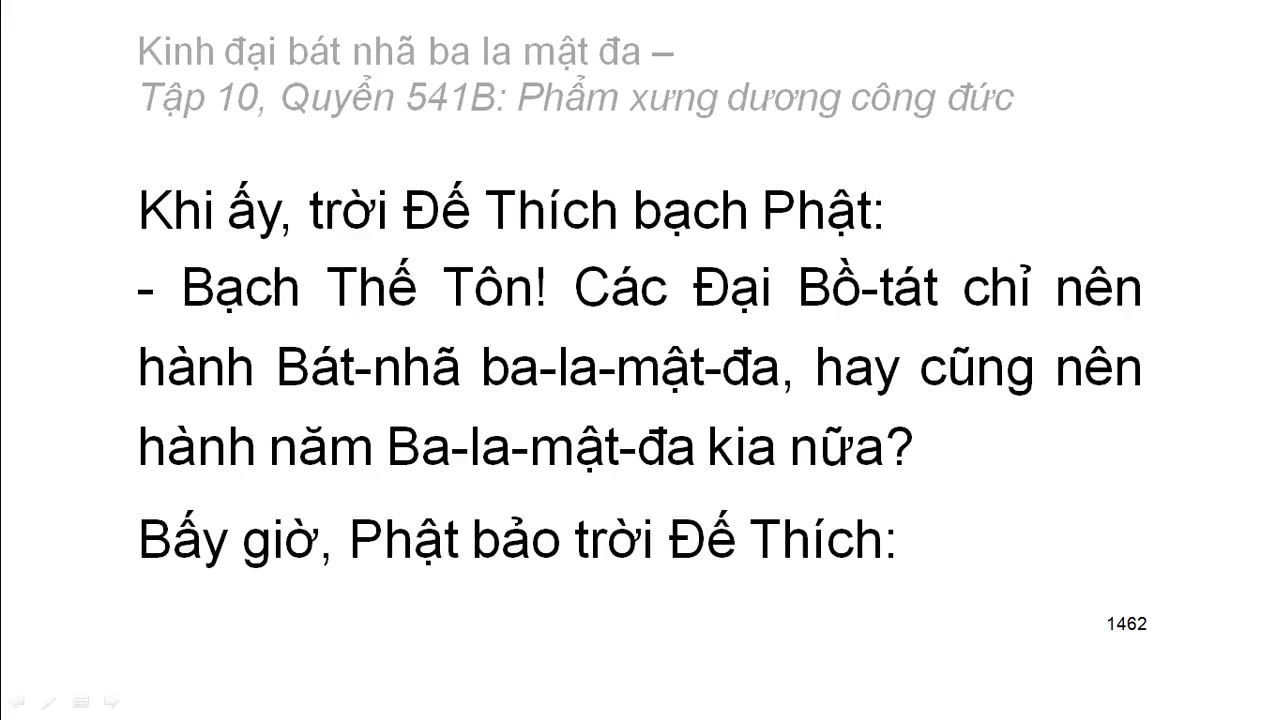 Kinh đại bát nhã ba la mật đa –
Tập 10, Quyển 541B: Phẩm xưng dương công đức
Khi ấy, trời Đế Thích bạch Phật:
- Bạch Thế Tôn! Các Đại Bồ-tát chỉ nên
hành Bát-nhã ba-la-mật-đa, hay cũng nên
hành năm Ba-la-mật-đa kia nữa?
Bấy giờ, Phật bảo trời Đế Thích:
1462